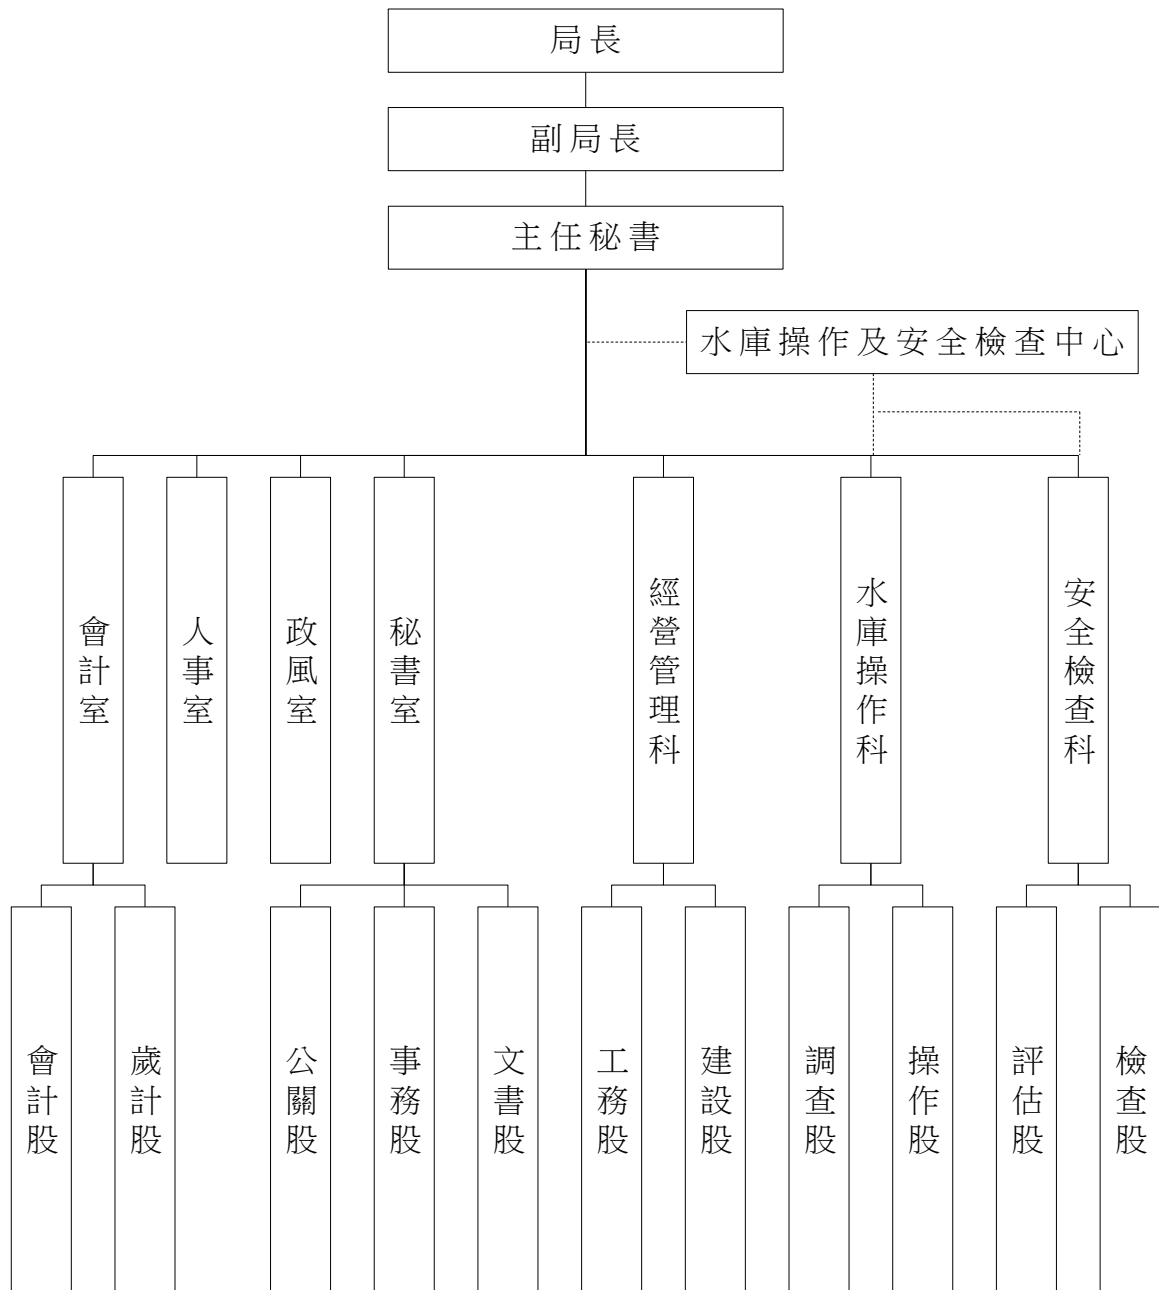 局長
副局長
主任秘書
水庫操作及安全檢查中心
會計室
人事室
政風室
秘書室
經營管理科
水庫操作科
安全檢查科
會計股
歲計股
公關股
事務股
文書股
工務股
建設股
調查股
操作股
評估股
檢查股